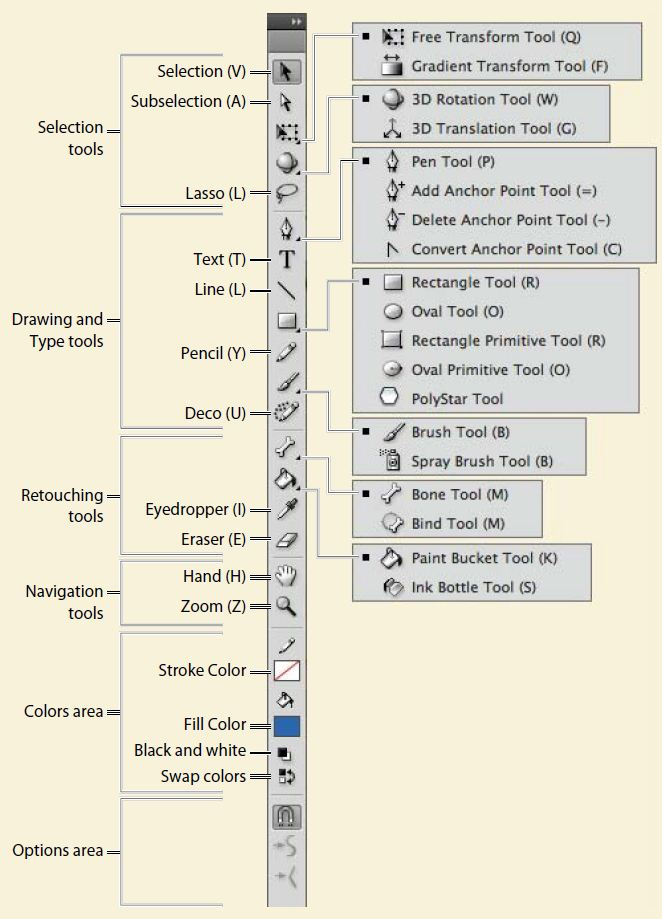 Selection
tools
Selection (V)
Subselection (A)
Lasso (L)
Free Transform Tool (Q)
Gradient Transform Tool (F)
3D Rotation Tool (W)
3D Translation Tool (G)
Drawing and
Type tools
Text (T)
Line (L)
Pencil (Y)
Deco (U)
Pen Tool (P)
Add Anchor Point Tool (=)
Delete Anchor Point Tool (-)
Convert Anchor Point Tool (C)
Rectangle Tool (R)
Oval Tool (O)
Rectangle Primitive Tool (R)
Oval Primitive Tool (O)
PolyStar Tool
Brush Tool (B)
Spray Brush Tool (B)
Retouching
tools
Eyedropper (I)
Eraser (E)
Bone Tool (M)
Bind Tool (M)
Paint Bucket Tool (K)
Ink Bottle Tool (S)
Navigation
tools
Hand (H)
Zoom (Z)
Colors area
Stroke Color
Fill Color
Black and white
Swap colors
Options area